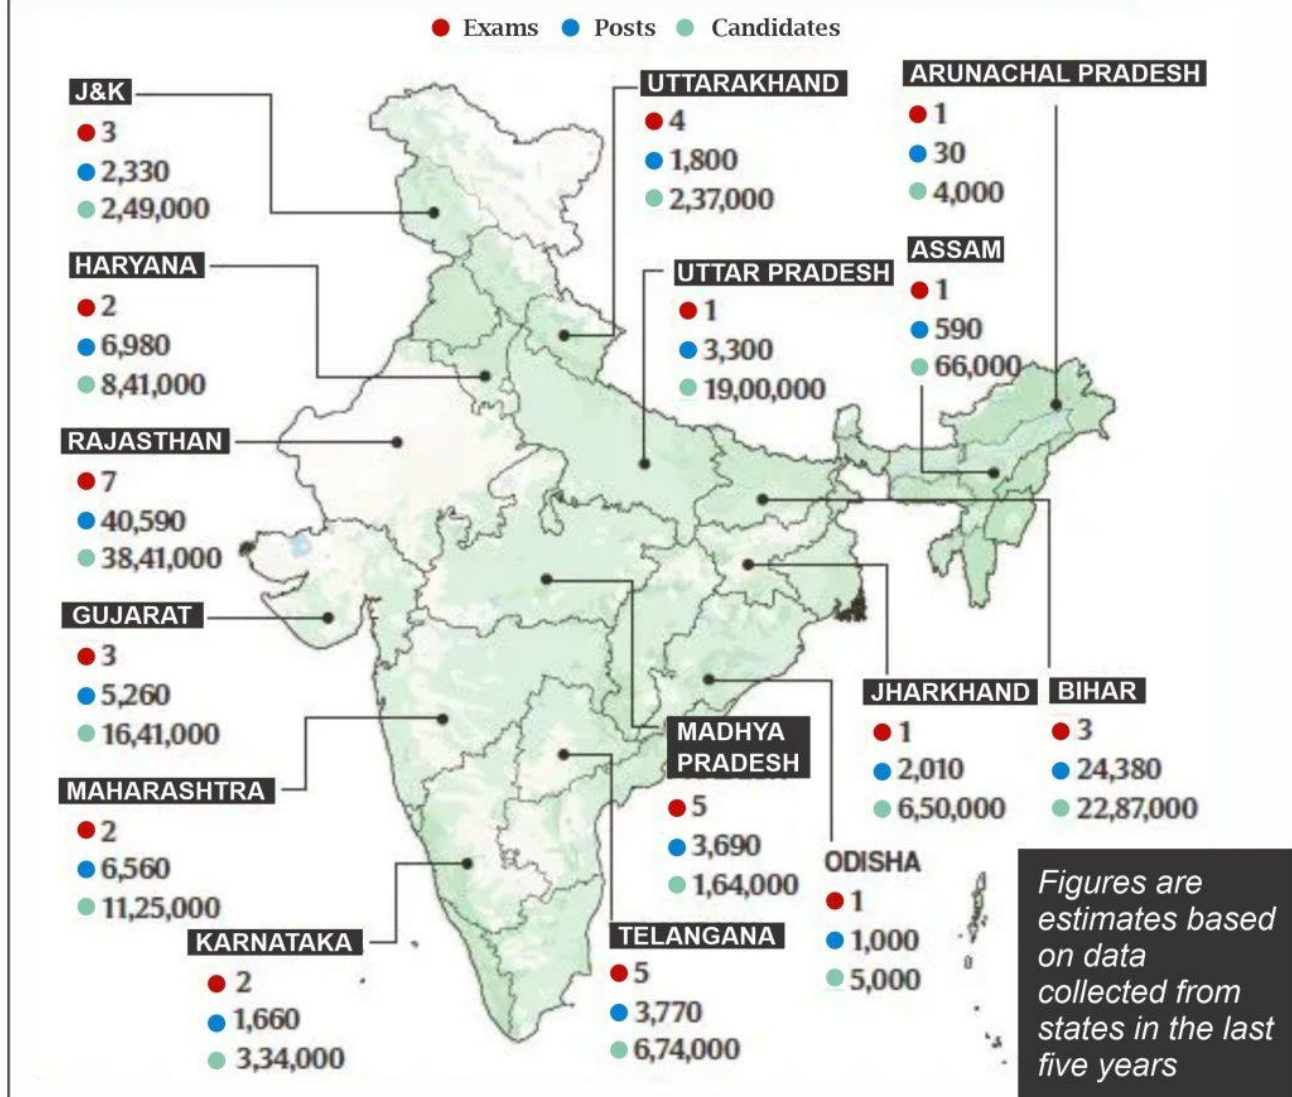 Exams Posts Candidates
J&K
3
2,330
2,49,000
UTTARAKHAND
4
1,800
2,37,000
ARUNACHAL PRADESH
1
30
4,000
HARYANA
2
6,980
8,41,000
UTTAR PRADESH
1
3,300
19,00,000
ASSAM
1
590
66,000
RAJASTHAN
7
40,590
38,41,000
GUJARAT
3
5,260
16,41,000
MAHARASHTRA
2
6,560
11,25,000
KARNATAKA
2
1,660
3,34,000
MADHYA
PRADESH
5
3,690
1,64,000
TELANGANA
5
3,770
6,74,000
ODISHA
1
1,000
5,000
JHARKHAND
1
2,010
6,50,000
BIHAR
3
24,380
22,87,000
Figures are
estimates based
on data
collected from
states in the last
five years